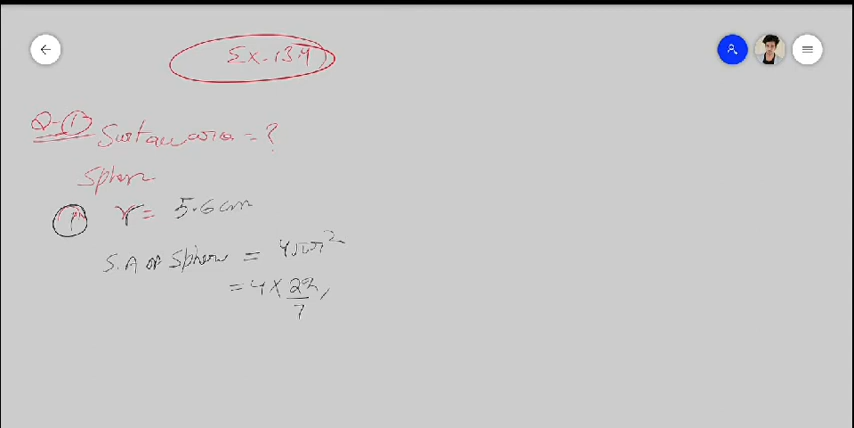 Ex-13.4
Q-1 Surface area = ?
Sphere
r = 5.6 cm
S.A of Sphere = 4πr²
= 4 × 22/7